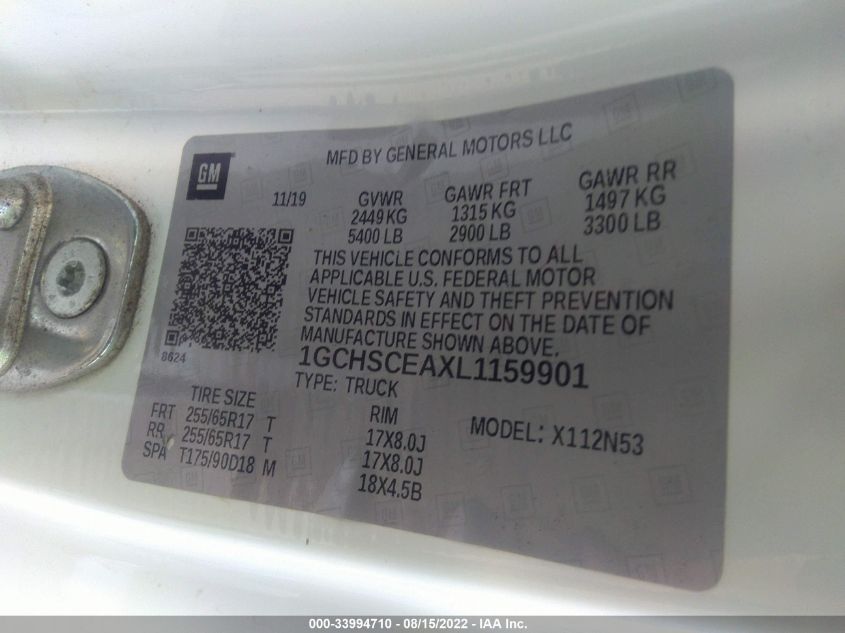 GM
MFD BY GENERAL MOTORS LLC
11/19 GVWR GAWR FRT GAWR RR
2449 KG 1315 KG 1497 KG
5400 LB 2900 LB 3300 LB
THIS VEHICLE CONFORMS TO ALL
APPLICABLE U.S. FEDERAL MOTOR
VEHICLE SAFETY AND THEFT PREVENTION
STANDARDS IN EFFECT ON THE DATE OF
MANUFACTURE SHOWN ABOVE.
8624
1GCHSCEAXL1159901
TYPE: TRUCK
TIRE SIZE RIM MODEL: X112N53
FRT 255/65R17 T 17X8.0J
RR 255/65R17 T 17X8.0J
SPA T175/90D18 M 18X4.5B
000-33994710 - 08/15/2022 - IAA Inc.